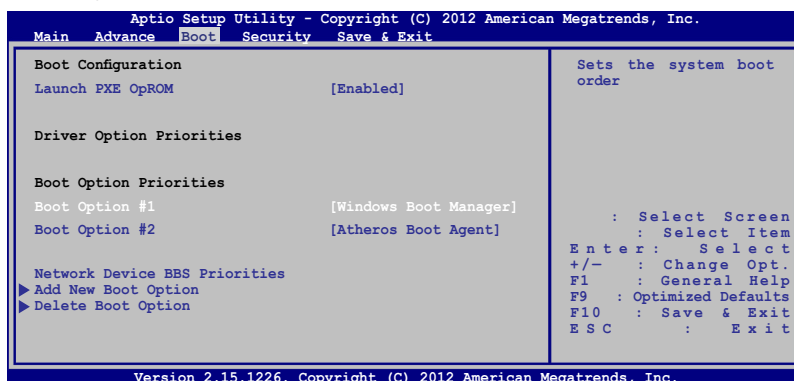 Aptio Setup Utility - Copyright (C) 2012 American Megatrends, Inc.
Main Advance Boot Security Save & Exit
Boot Configuration
Launch PXE OpROM [Enabled]
Driver Option Priorities
Boot Option Priorities
Boot Option #1 [Windows Boot Manager]
Boot Option #2 [Atheros Boot Agent]
Network Device BBS Priorities
Add New Boot Option
Delete Boot Option
Sets the system boot
order
: Select Screen
: Select Item
Enter: Select
+/— : Change Opt.
F1 : General Help
F9 : Optimized Defaults
F10 : Save & Exit
ESC : Exit
Version 2.15.1226. Copyright (C) 2012 American Megatrends, Inc.